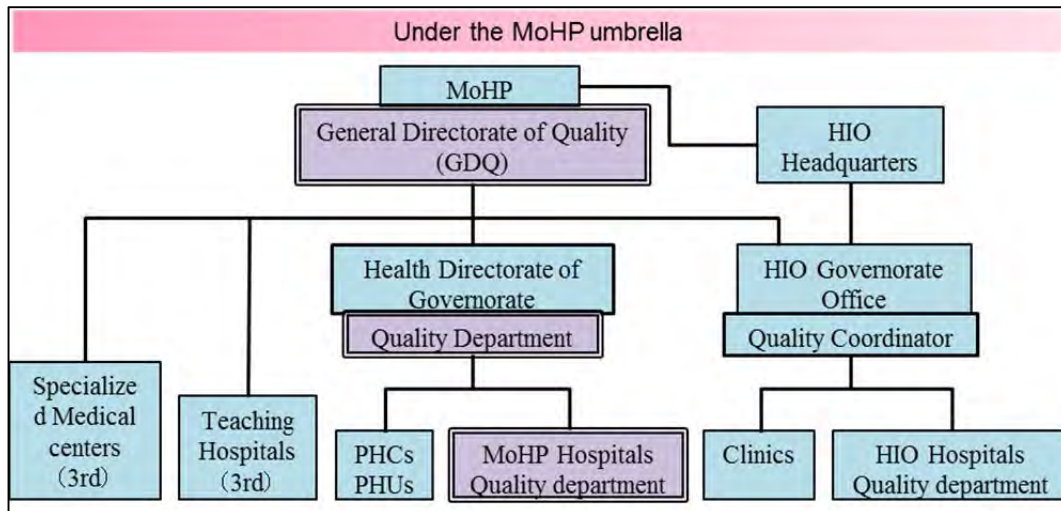 Under the MoHP umbrella
MoHP
General Directorate of Quality
(GDQ)
HIO
Headquarters
Health Directorate of
Governorate
Quality Department
HIO Governorate
Office
Quality Coordinator
Specialize
d Medical
centers
(3rd)
Teaching
Hospitals
(3rd)
PHCs
PHUs
MoHP Hospitals
Quality department
Clinics
HIO Hospitals
Quality department